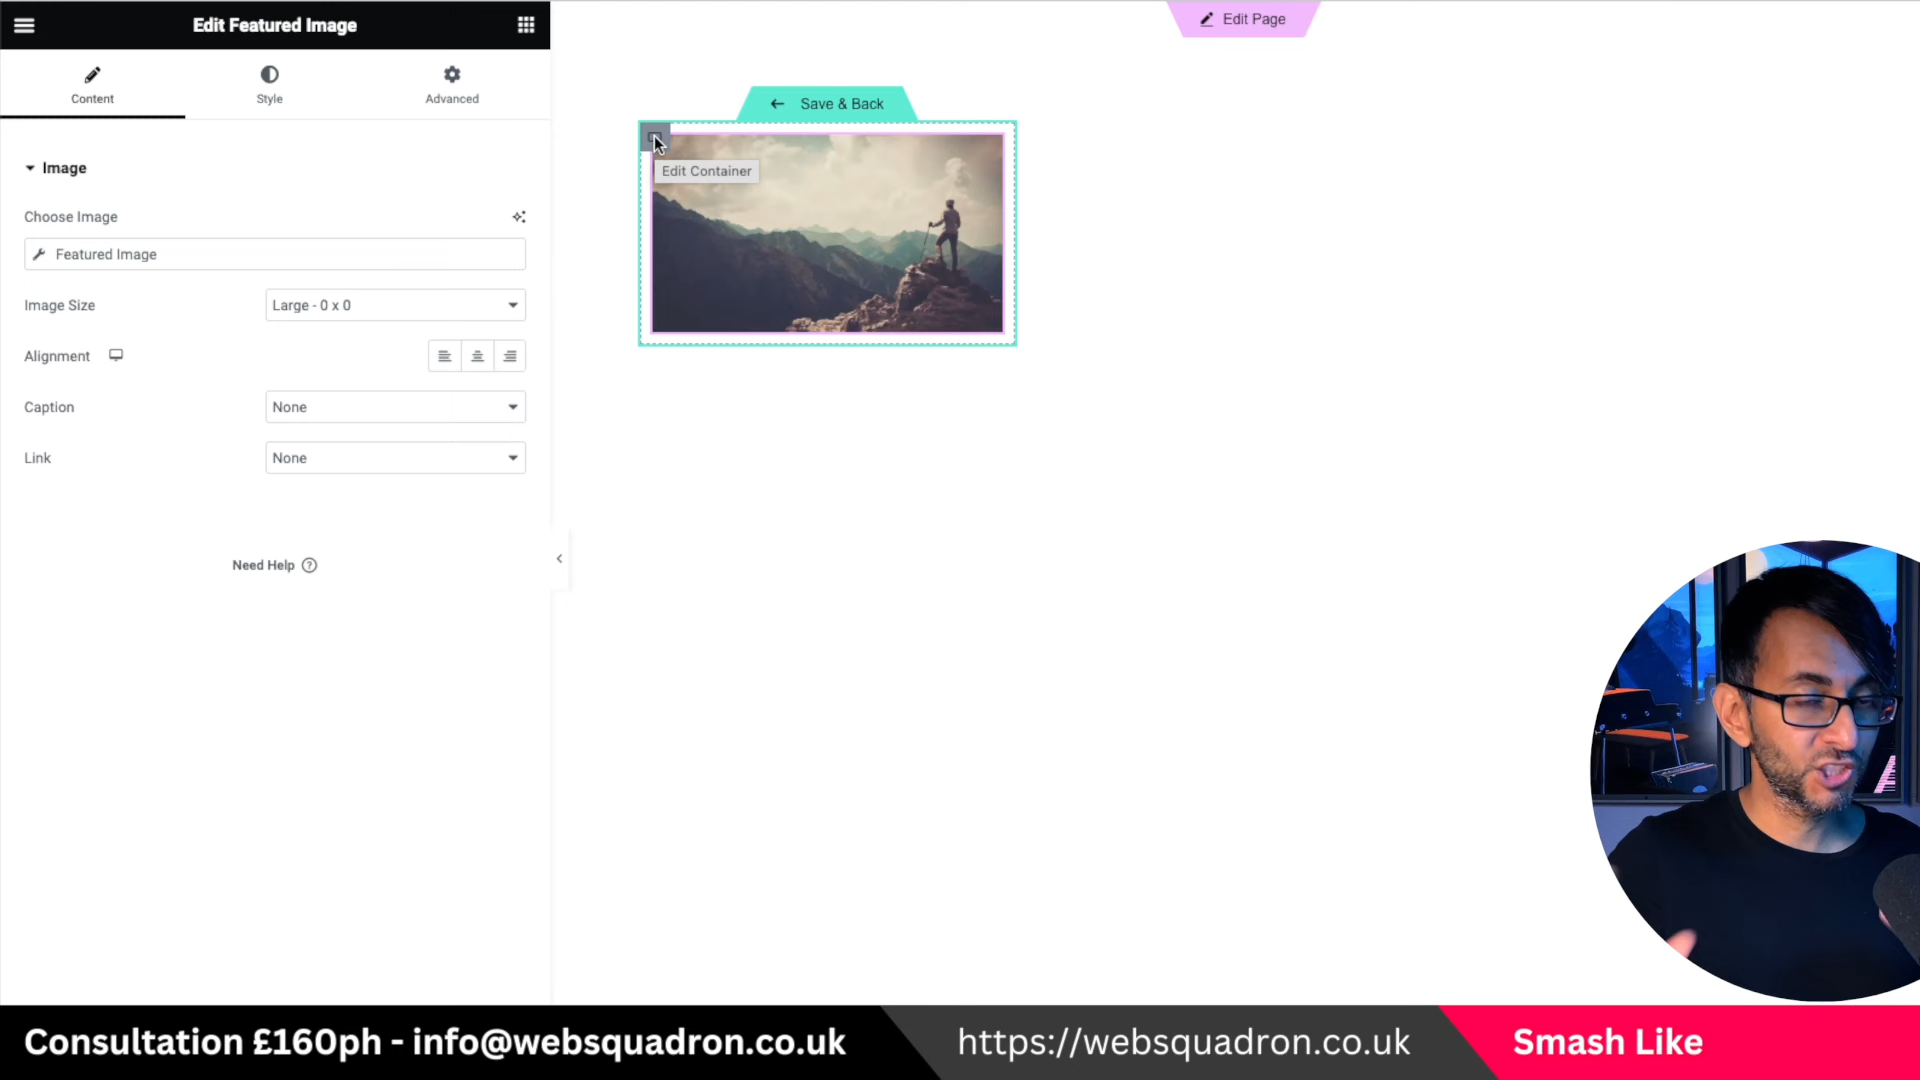 Edit Featured Image
Edit Page
Content
Style
Advanced
Save & Back
Edit Container
Image
Choose Image
Featured Image
Image Size
Large - 0 x 0
Alignment
Caption
None
Link
None
Need Help
Consultation £160ph - info@websquadron.co.uk
https://websquadron.co.uk
Smash Like